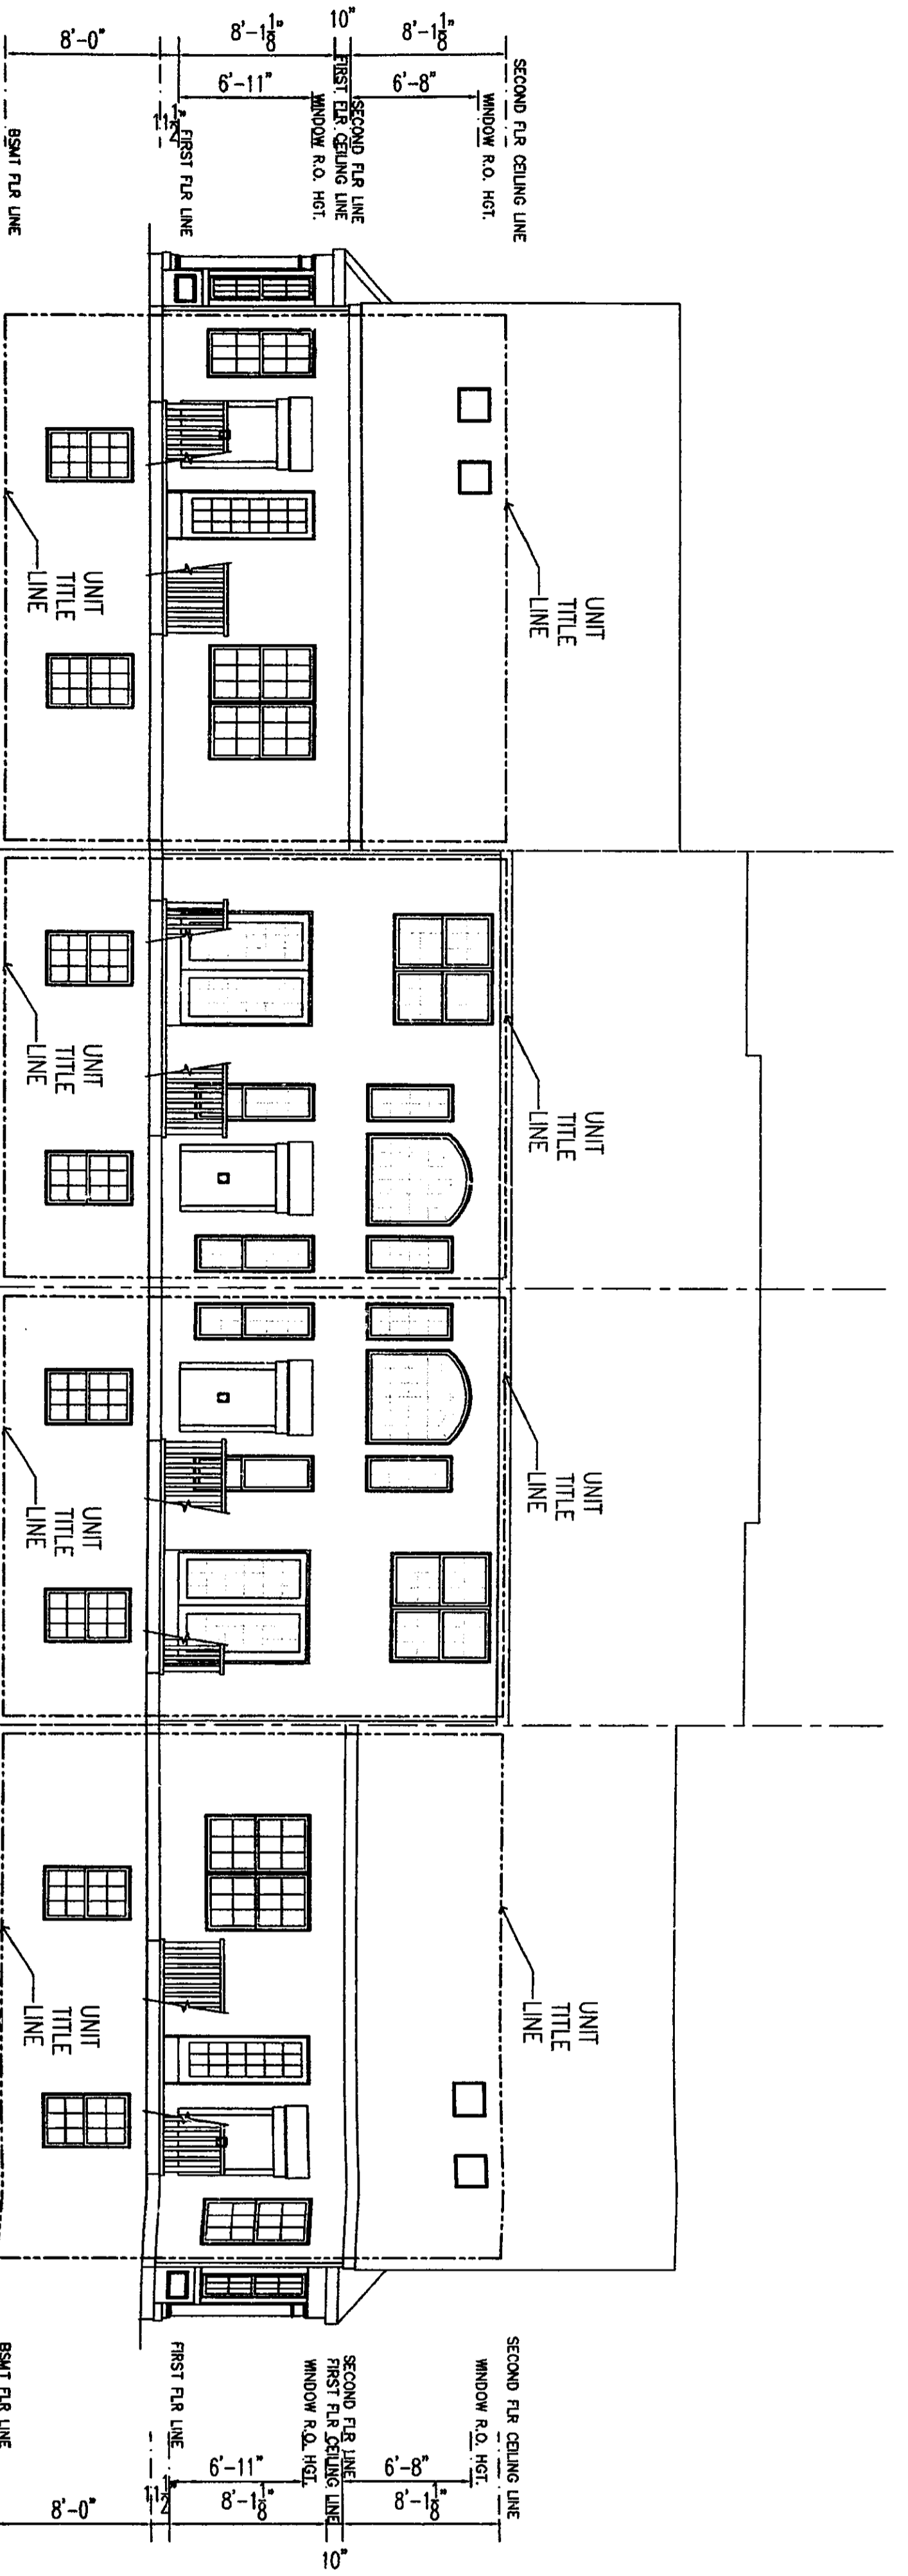 SECOND FLR CEILING LINE
WINDOW R.O. HGT.
SECOND FLR LINE
FIRST FLR CEILING LINE
WINDOW R.O. HGT.
FIRST FLR LINE
BSMT FLR LINE
8'-1 1/8"
6'-8"
10"
8'-1 1/8"
6'-11"
11 1/2"
8'-0"
UNIT
TITLE
LINE
UNIT
TITLE
LINE
UNIT
TITLE
LINE
UNIT
TITLE
LINE
UNIT
TITLE
LINE
UNIT
TITLE
LINE
UNIT
TITLE
LINE
UNIT
TITLE
LINE
SECOND FLR CEILING LINE
WINDOW R.O. HGT.
SECOND FLR LINE
FIRST FLR CEILING LINE
WINDOW R.O. HGT.
FIRST FLR LINE
BSMT FLR LINE
6'-8"
8'-1 1/8"
10"
6'-11"
8'-1 1/8"
11 1/2"
8'-0"